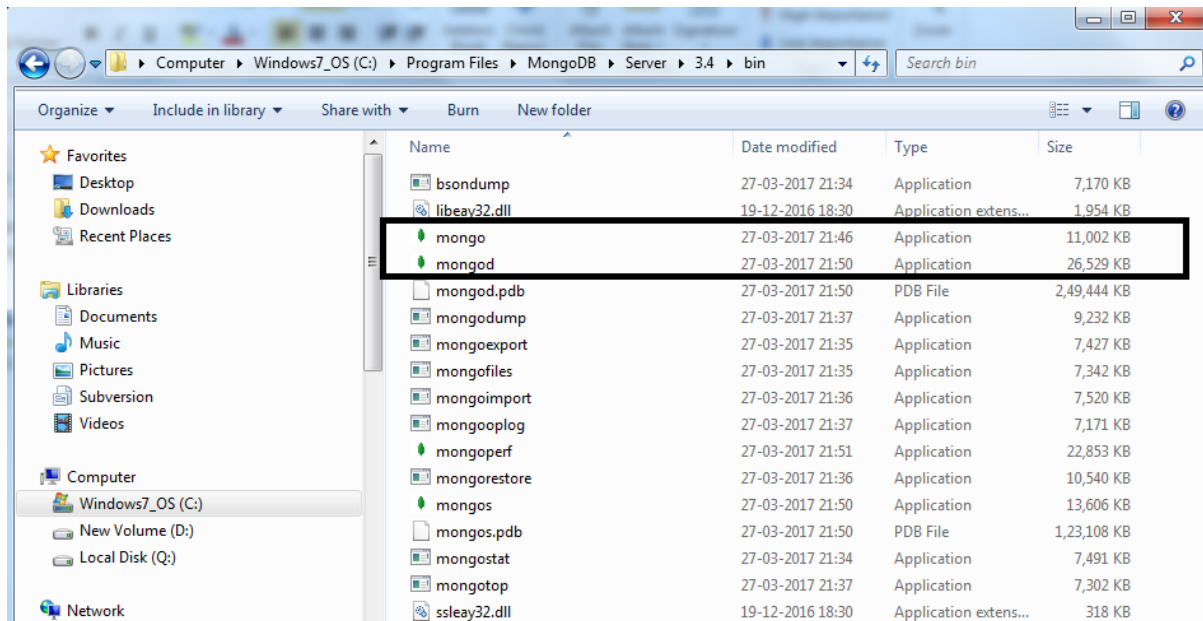 Computer Windows7_OS (C:) Program Files MongoDB Server 3.4 bin Search bin
Organize Include in library Share with Burn New folder
Name Date modified Type Size
Favorites
Desktop
Downloads
Recent Places
Libraries
Documents
Music
Pictures
Subversion
Videos
Computer
Windows7_OS (C:)
New Volume (D:)
Local Disk (Q:)
Network
bsondump 27-03-2017 21:34 Application 7,170 KB
libeay32.dll 19-12-2016 18:30 Application extens... 1,954 KB
mongo 27-03-2017 21:46 Application 11,002 KB
mongod 27-03-2017 21:50 Application 26,529 KB
mongod.pdb 27-03-2017 21:50 PDB File 2,49,444 KB
mongodump 27-03-2017 21:37 Application 9,232 KB
mongoexport 27-03-2017 21:35 Application 7,427 KB
mongofiles 27-03-2017 21:35 Application 7,342 KB
mongoimport 27-03-2017 21:36 Application 7,520 KB
mongooplog 27-03-2017 21:37 Application 7,171 KB
mongoperf 27-03-2017 21:51 Application 22,853 KB
mongorestore 27-03-2017 21:36 Application 10,540 KB
mongos 27-03-2017 21:50 Application 13,606 KB
mongos.pdb 27-03-2017 21:50 PDB File 1,23,108 KB
mongostat 27-03-2017 21:34 Application 7,491 KB
mongotop 27-03-2017 21:37 Application 7,302 KB
ssleay32.dll 19-12-2016 18:30 Application extens... 318 KB